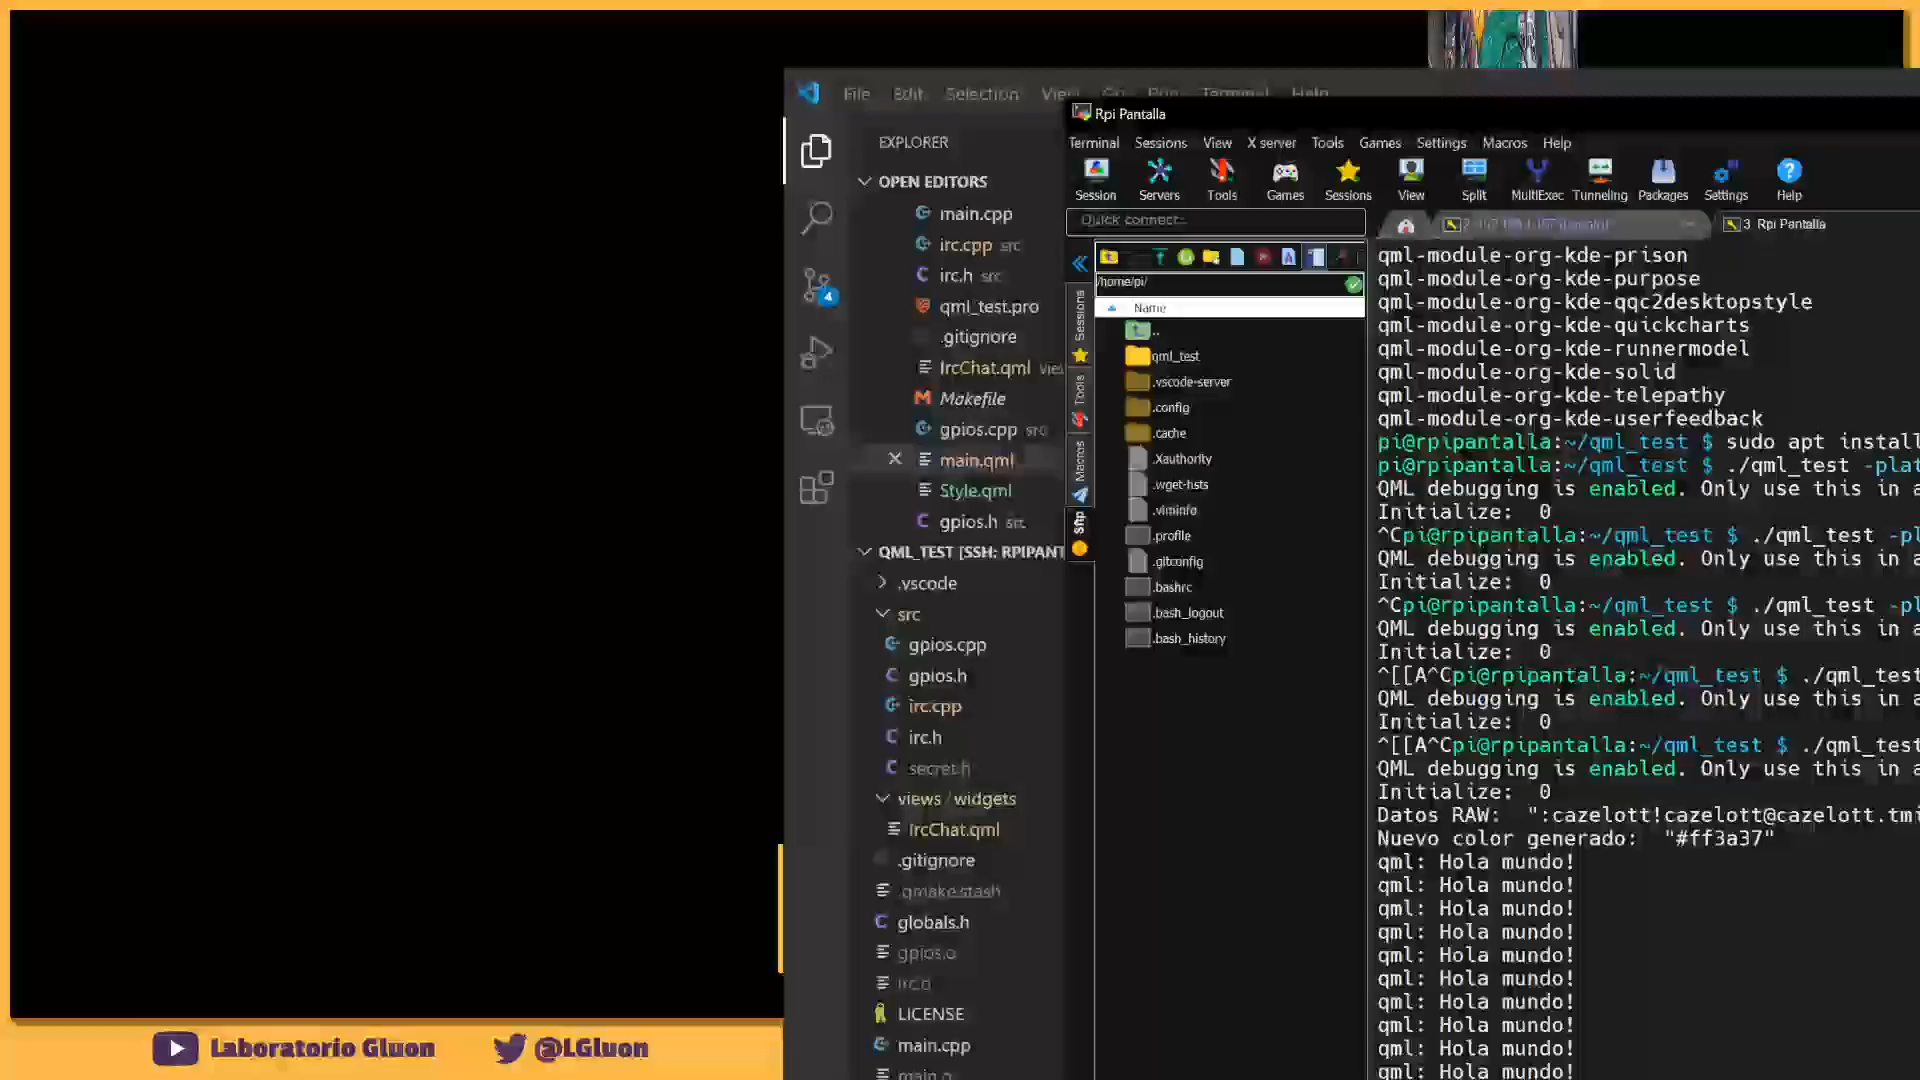 File Edit Selection View Go Run Terminal Help
EXPLORER
OPEN EDITORS
main.cpp
irc.cpp src
irc.h src
qml_test.pro
.gitignore
IrcChat.qml
Makefile
gpios.cpp src
main.qml
Style.qml
gpios.h src
QML_TEST [SSH: RPIPANT
.vscode
src
gpios.cpp
gpios.h
irc.cpp
irc.h
secret.h
views / widgets
IrcChat.qml
.gitignore
.qmake.stash
globals.h
gpios.o
irc.o
LICENSE
main.cpp
main.o
4
Rpi Pantalla
Terminal Sessions View X server Tools Games Settings Macros Help
Session Servers Tools Games Sessions View Split MultiExec Tunneling Packages Settings Help
Quick connect...
3 Rpi Pantalla
/home/pi/
Name
..
qml_test
.vscode-server
.config
.cache
.Xauthority
.wget-hsts
.viminfo
.profile
.gitconfig
.bashrc
.bash_logout
.bash_history
Sessions
Tools
Macros
Sftp
qml-module-org-kde-prison
qml-module-org-kde-purpose
qml-module-org-kde-qqc2desktopstyle
qml-module-org-kde-quickcharts
qml-module-org-kde-runnermodel
qml-module-org-kde-solid
qml-module-org-kde-telepathy
qml-module-org-kde-userfeedback
pi@rpipantalla:~/qml_test $ sudo apt install
pi@rpipantalla:~/qml_test $ ./qml_test -plat
QML debugging is enabled. Only use this in a
Initialize: 0
^Cpi@rpipantalla:~/qml_test $ ./qml_test -pl
QML debugging is enabled. Only use this in a
Initialize: 0
^Cpi@rpipantalla:~/qml_test $ ./qml_test -pl
QML debugging is enabled. Only use this in a
Initialize: 0
^[[A^Cpi@rpipantalla:~/qml_test $ ./qml_test
QML debugging is enabled. Only use this in a
Initialize: 0
^[[A^Cpi@rpipantalla:~/qml_test $ ./qml_test
QML debugging is enabled. Only use this in a
Initialize: 0
Datos RAW: ":cazelott!cazelott@cazelott.tmi
Nuevo color generado: "#ff3a37"
qml: Hola mundo!
qml: Hola mundo!
qml: Hola mundo!
qml: Hola mundo!
qml: Hola mundo!
qml: Hola mundo!
qml: Hola mundo!
qml: Hola mundo!
qml: Hola mundo!
qml: Hola mundo!
Laboratorio Gluon
@LGluon